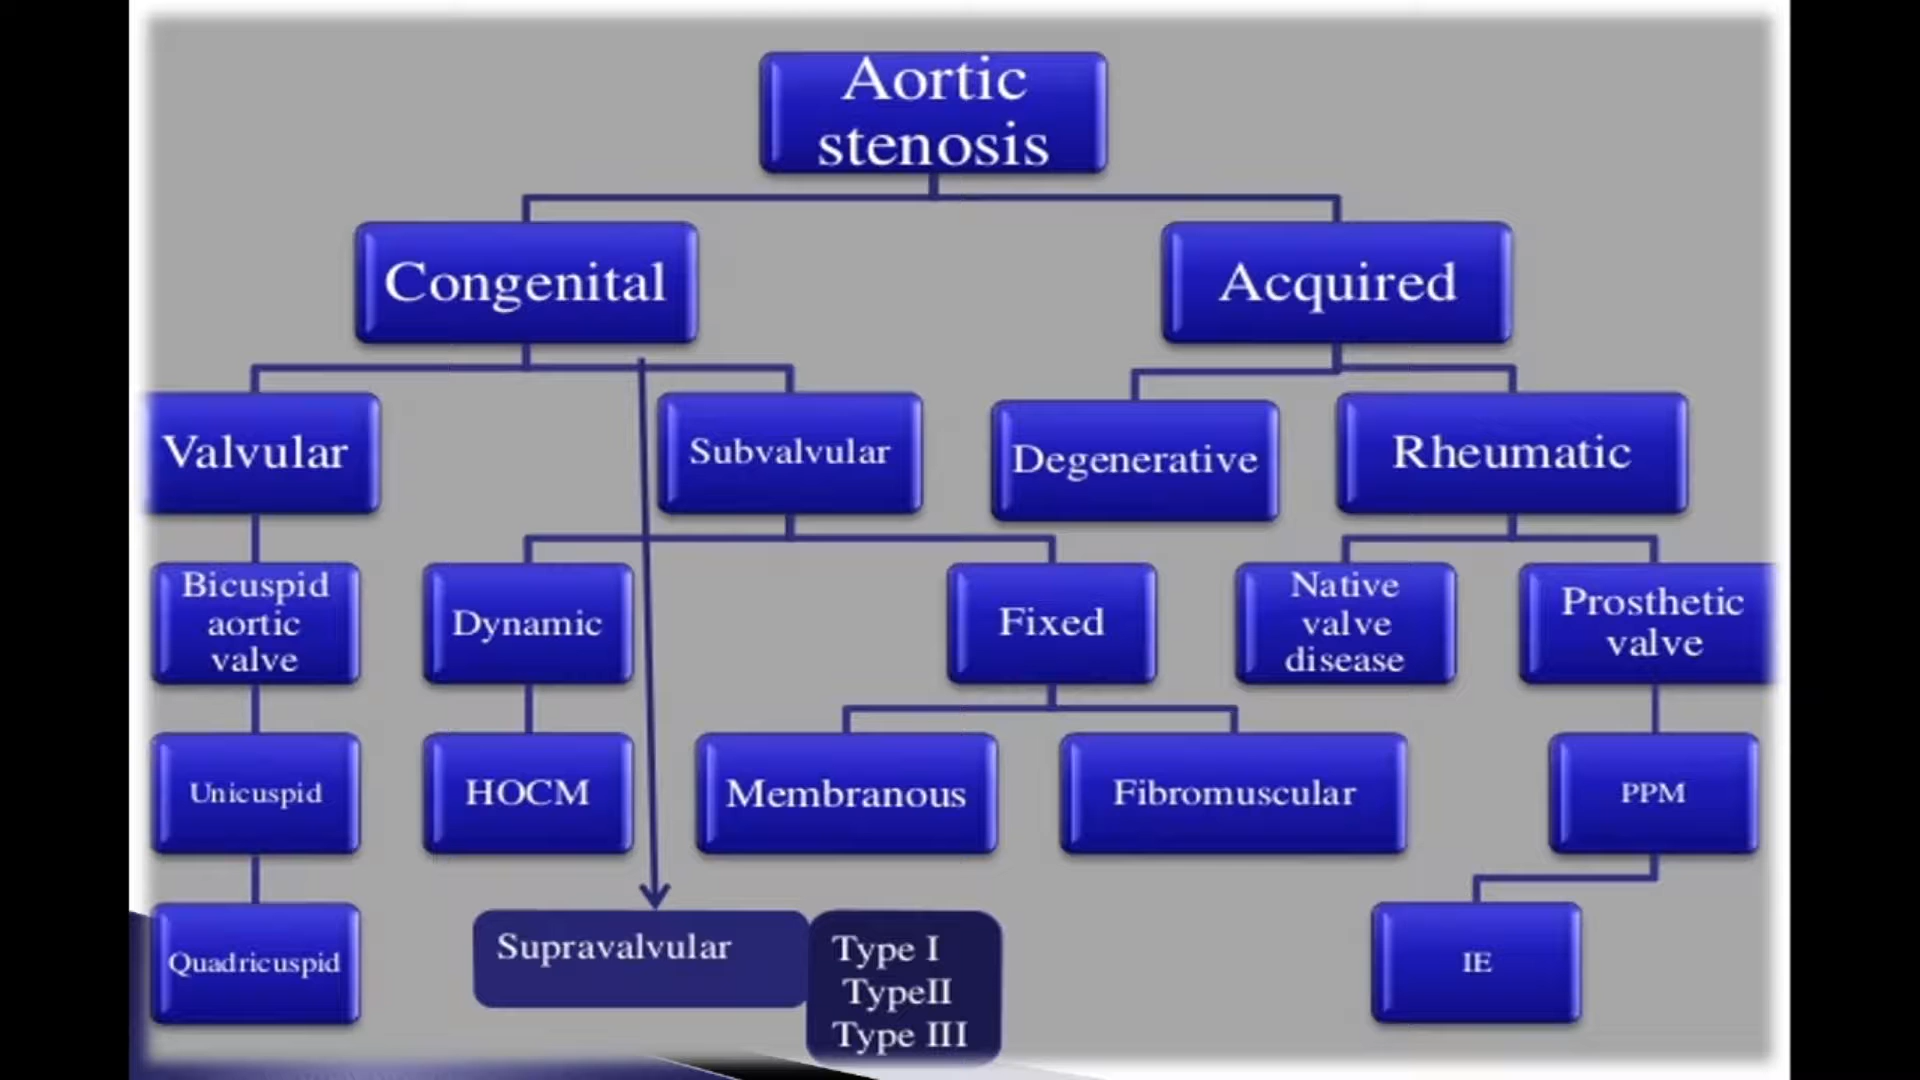 Aortic
stenosis
Congenital
Acquired
Valvular
Subvalvular
Degenerative
Rheumatic
Bicuspid
aortic
valve
Dynamic
Fixed
Native
valve
disease
Prosthetic
valve
Unicuspid
HOCM
Membranous
Fibromuscular
PPM
Quadricuspid
Supravalvular
Type I
TypeII
Type III
IE